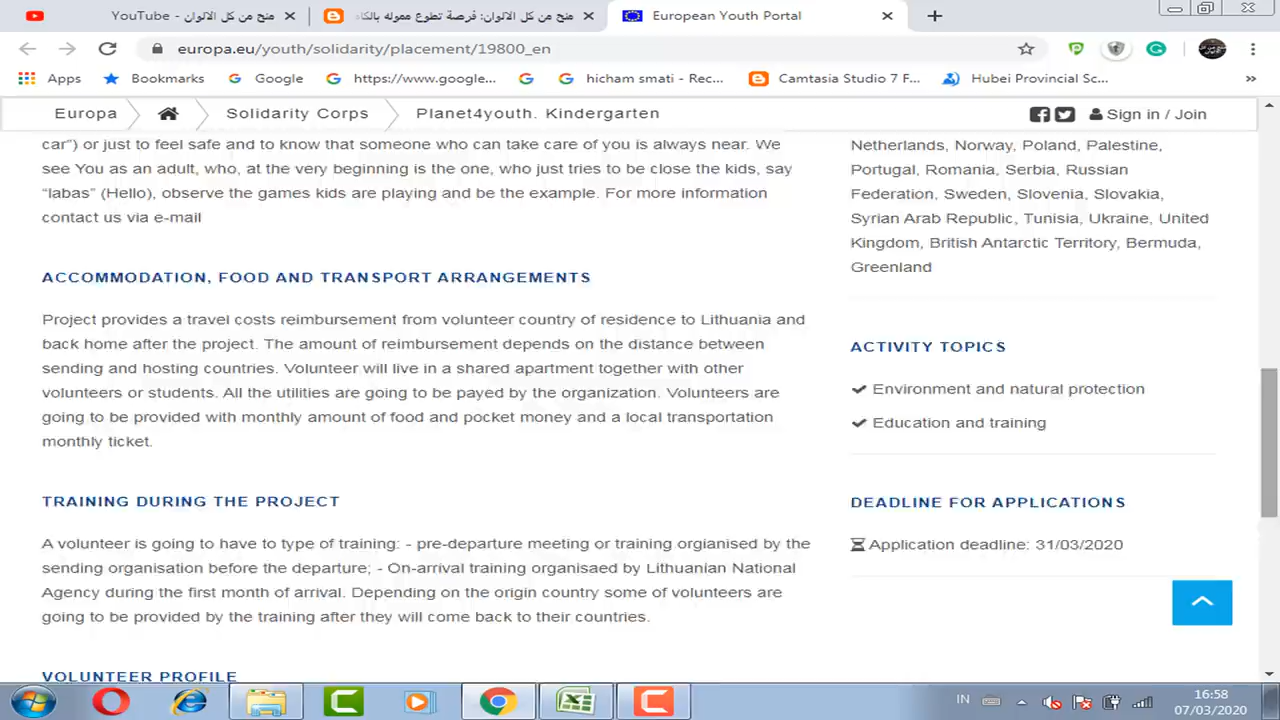 YouTube - منح من كل الالوان
منح من كل الالوان: فرصة تطوع ممولة بالكا
European Youth Portal
europa.eu/youth/solidarity/placement/19800_en
Apps
Bookmarks
Google
https://www.google...
hicham smati - Rec...
Camtasia Studio 7 F...
Hubei Provincial Sc...
»
Europa
Solidarity Corps
Planet4youth. Kindergarten
Sign in / Join
car”) or just to feel safe and to know that someone who can take care of you is always near. We
see You as an adult, who, at the very beginning is the one, who just tries to be close the kids, say
“labas” (Hello), observe the games kids are playing and be the example. For more information
contact us via e-mail
ACCOMMODATION, FOOD AND TRANSPORT ARRANGEMENTS
Project provides a travel costs reimbursement from volunteer country of residence to Lithuania and
back home after the project. The amount of reimbursement depends on the distance between
sending and hosting countries. Volunteer will live in a shared apartment together with other
volunteers or students. All the utilities are going to be payed by the organization. Volunteers are
going to be provided with monthly amount of food and pocket money and a local transportation
monthly ticket.
TRAINING DURING THE PROJECT
A volunteer is going to have to type of training: - pre-departure meeting or training orgianised by the
sending organisation before the departure; - On-arrival training organisaed by Lithuanian National
Agency during the first month of arrival. Depending on the origin country some of volunteers are
going to be provided by the training after they will come back to their countries.
VOLUNTEER PROFILE
Netherlands, Norway, Poland, Palestine,
Portugal, Romania, Serbia, Russian
Federation, Sweden, Slovenia, Slovakia,
Syrian Arab Republic, Tunisia, Ukraine, United
Kingdom, British Antarctic Territory, Bermuda,
Greenland
ACTIVITY TOPICS
Environment and natural protection
Education and training
DEADLINE FOR APPLICATIONS
Application deadline: 31/03/2020
IN
16:58
07/03/2020